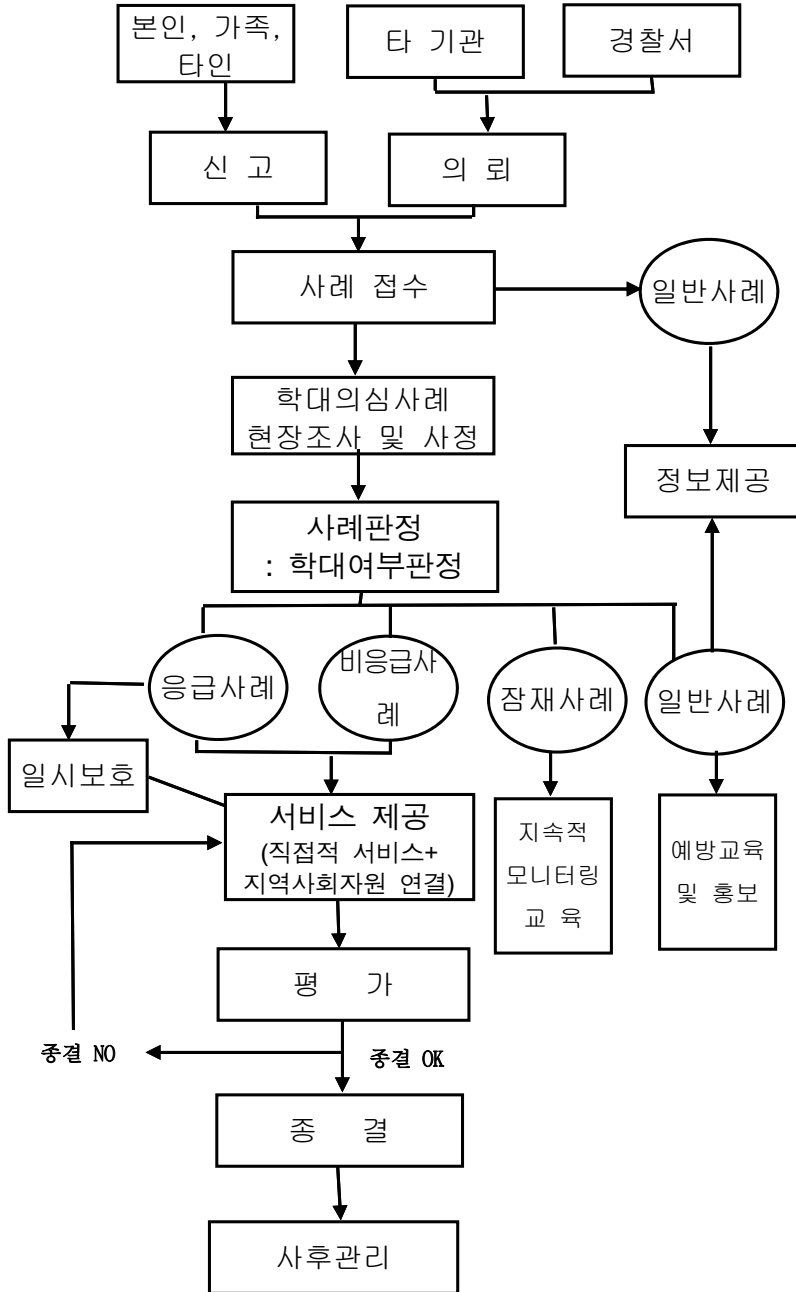 본인, 가족,
타인
타 기관
경찰서
신 고
의 뢰
사례 접수
일반사례
학대의심사례
현장조사 및 사정
정보제공
사례판정
: 학대여부판정
응급사례
비응급사
례
잠재사례
일반사례
일시보호
서비스 제공
(직접적 서비스+
지역사회자원 연결)
지속적
모니터링
교 육
예방교육
및 홍보
평 가
종결 NO
종결 OK
종 결
사후관리